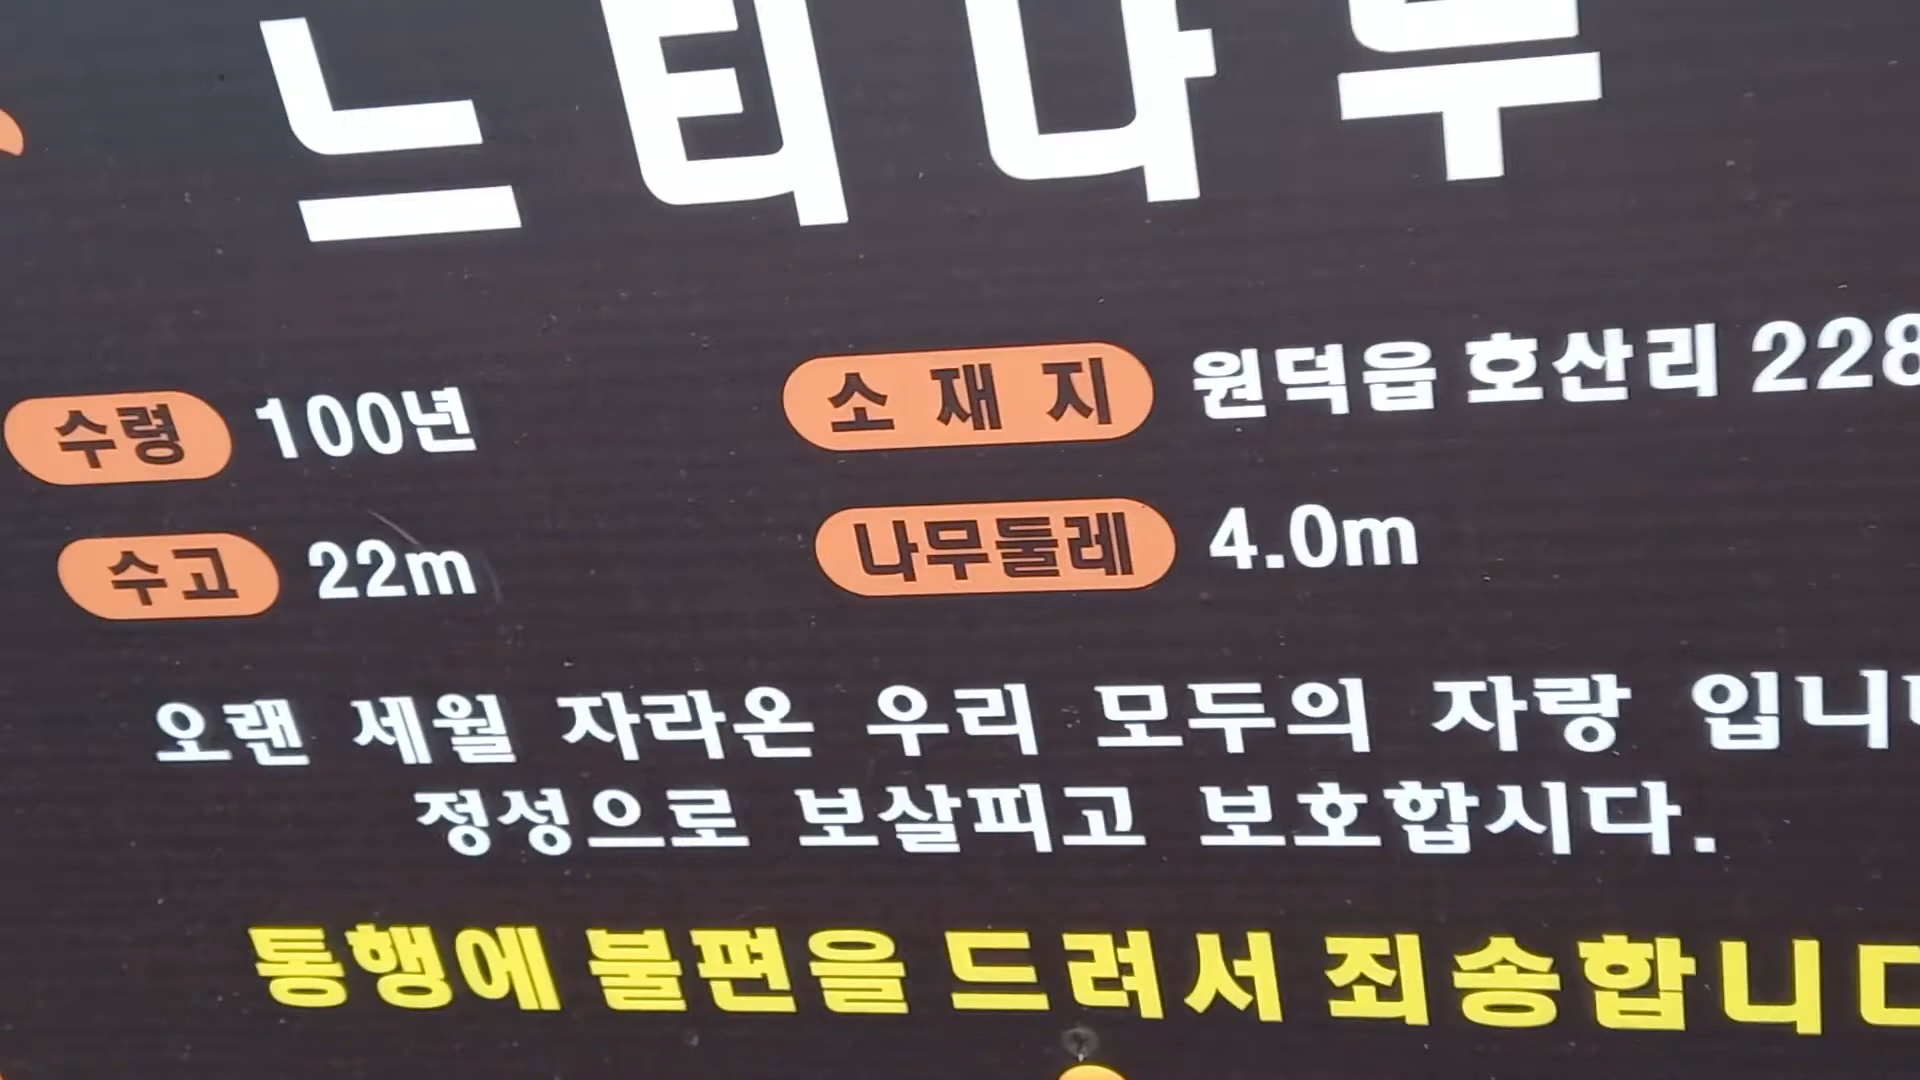 느티나무
수령 100년 소재지 원덕읍 호산리 228
수고 22m 나무둘레 4.0m
오랜 세월 자라온 우리 모두의 자랑 입니
정성으로 보살피고 보호합시다.
통행에 불편을 드려서 죄송합니